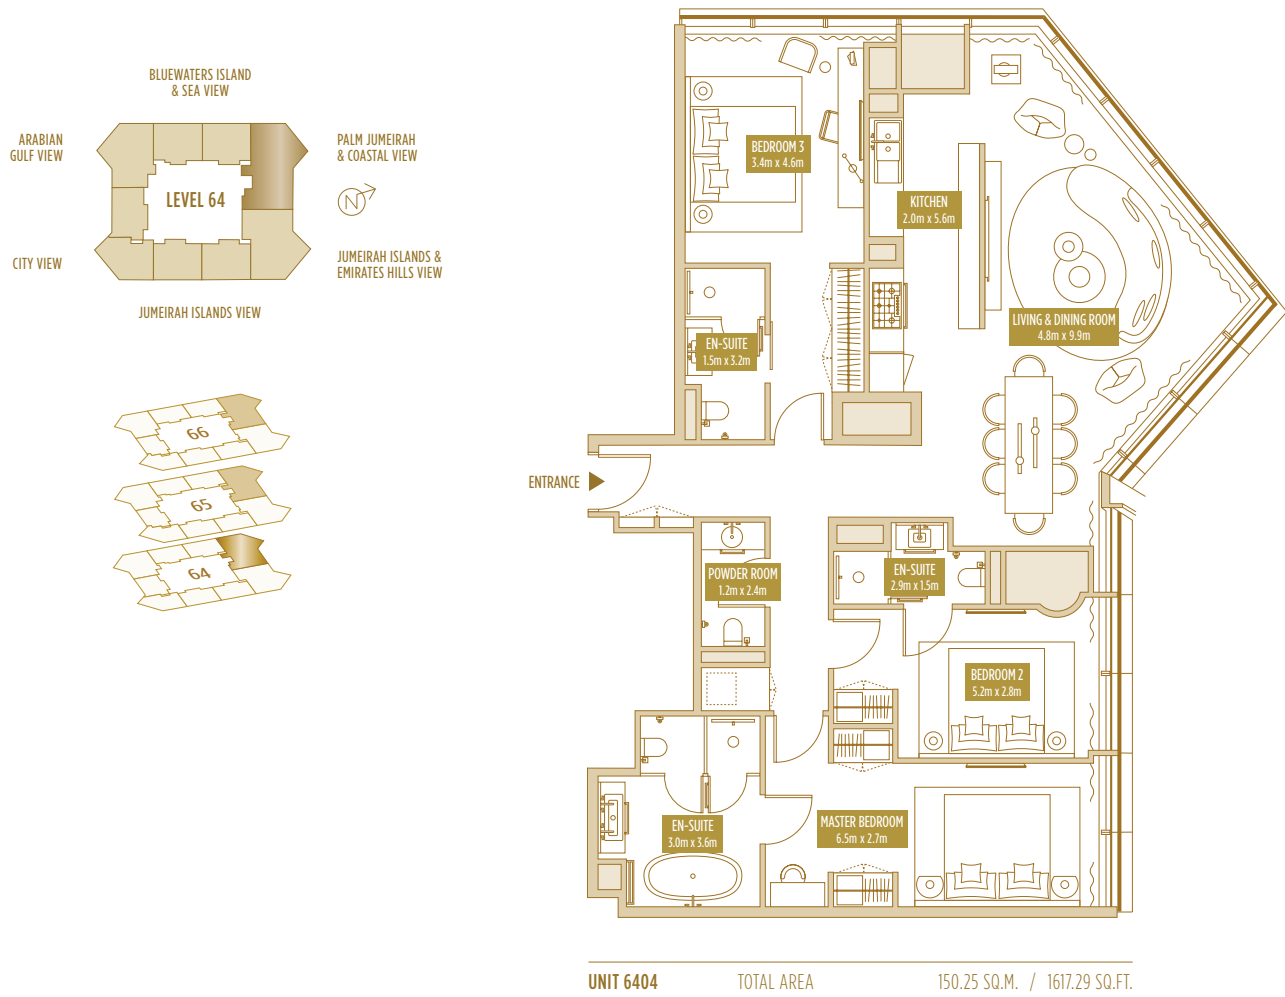 BLUEWATERS ISLAND
& SEA VIEW
ARABIAN
GULF VIEW
PALM JUMEIRAH
& COASTAL VIEW
LEVEL 64
N
CITY VIEW
JUMEIRAH ISLANDS &
EMIRATES HILLS VIEW
JUMEIRAH ISLANDS VIEW
66
65
64
BEDROOM 3
3.4m x 4.6m
KITCHEN
2.0m x 5.6m
LIVING & DINING ROOM
4.8m x 9.9m
EN-SUITE
1.5m x 3.2m
ENTRANCE
POWDER ROOM
1.2m x 2.4m
EN-SUITE
2.9m x 1.5m
BEDROOM 2
5.2m x 2.8m
EN-SUITE
3.0m x 3.6m
MASTER BEDROOM
6.5m x 2.7m
UNIT 6404 TOTAL AREA 150.25 SQ.M. / 1617.29 SQ.FT.